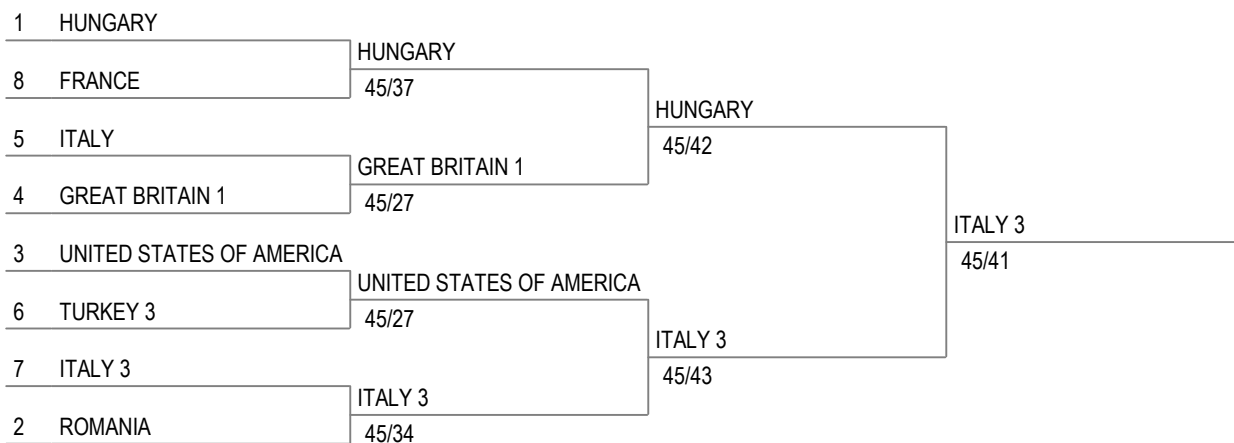 1 HUNGARY
HUNGARY
8 FRANCE
45/37
HUNGARY
5 ITALY
45/42
GREAT BRITAIN 1
4 GREAT BRITAIN 1
45/27
ITALY 3
3 UNITED STATES OF AMERICA
45/41
UNITED STATES OF AMERICA
6 TURKEY 3
45/27
ITALY 3
7 ITALY 3
45/43
ITALY 3
2 ROMANIA
45/34